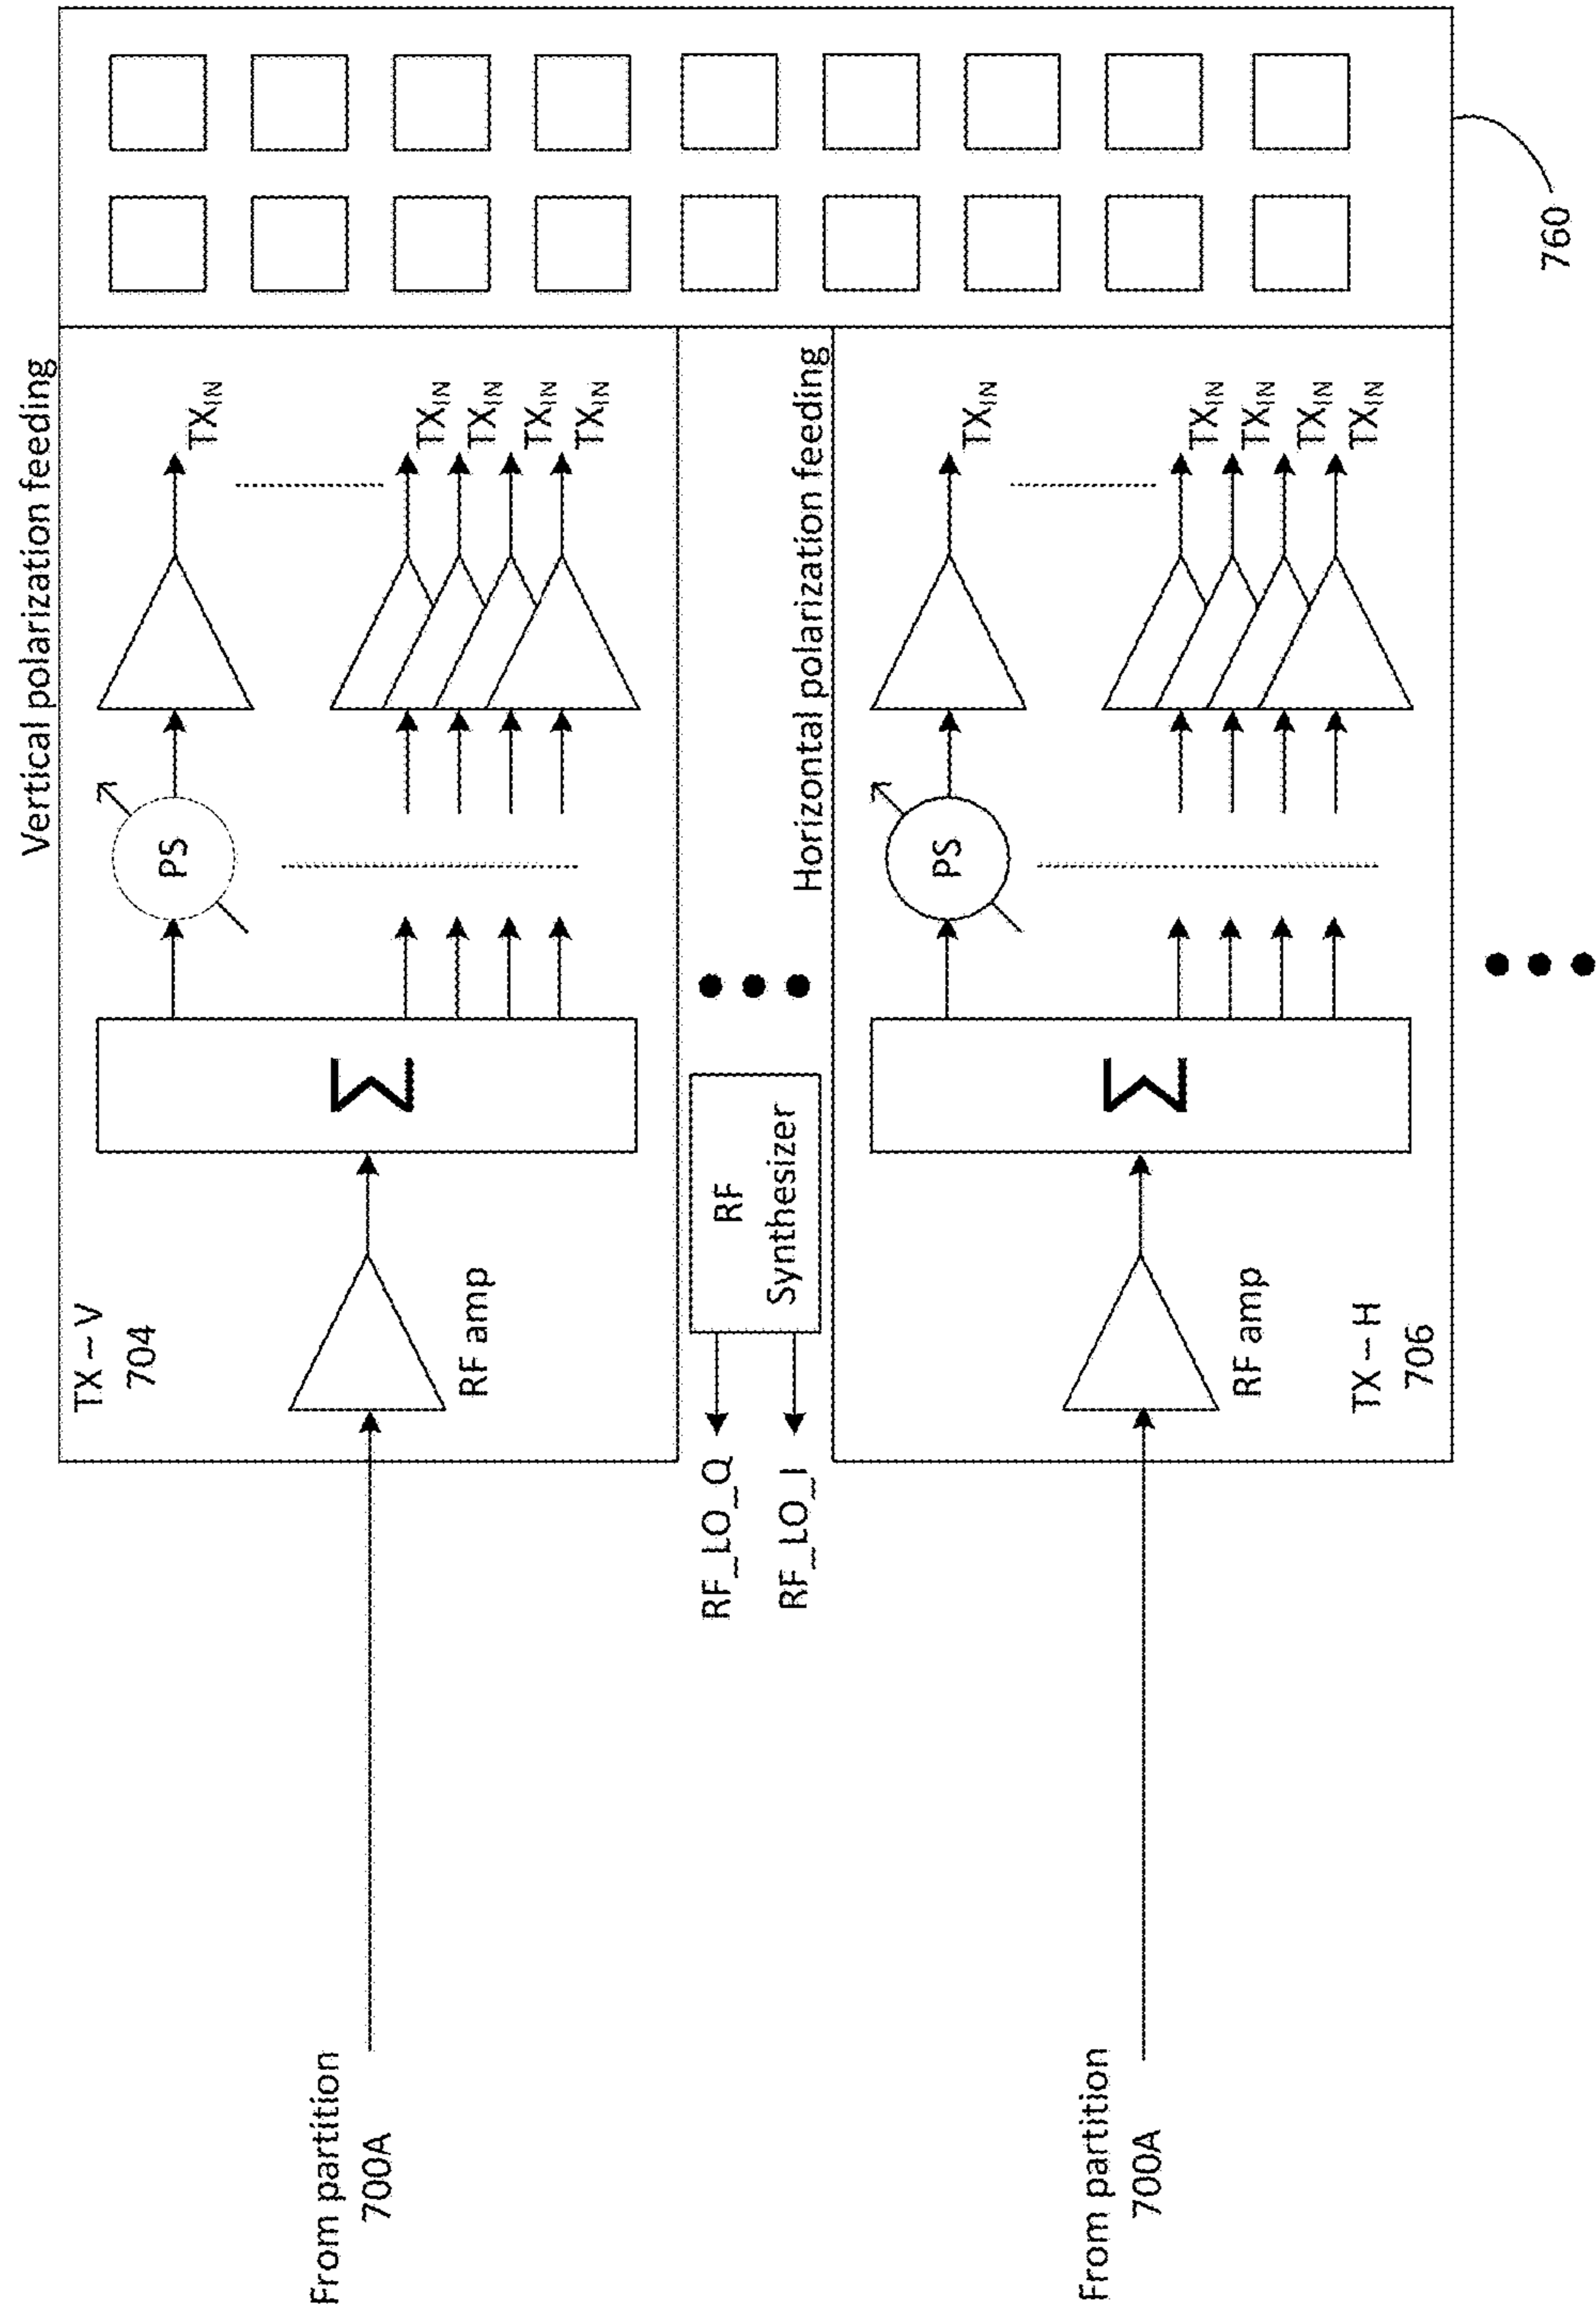 Vertical polarization feeding
TX – V
704
From partition
700A
RF amp
Σ
PS
TX_IN
TX_IN
TX_IN
TX_IN
TX_IN
RF_LO_Q
RF_LO_I
RF
Synthesizer
Horizontal polarization feeding
From partition
700A
RF amp
TX – H
706
Σ
PS
TX_IN
TX_IN
TX_IN
TX_IN
TX_IN
760